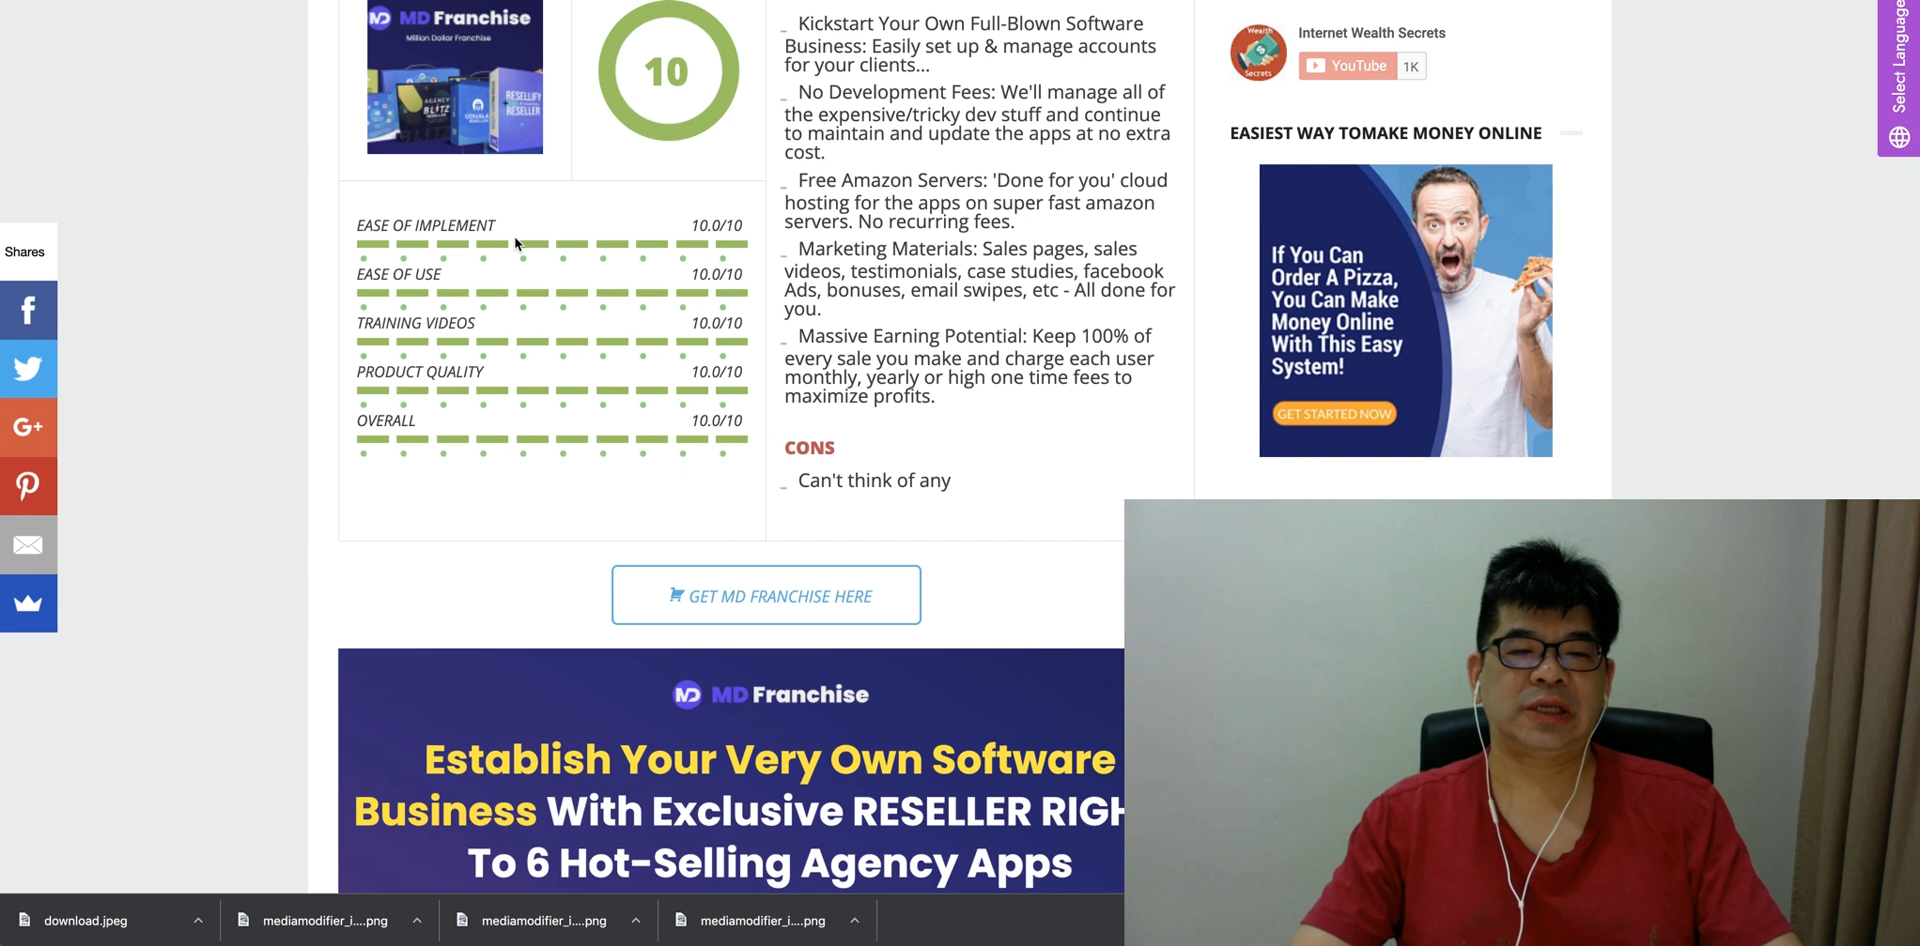 MD Franchise
Million Dollar Franchise
AGENCY
BLITZ
RESELLER
UDUALA
RESELLIFY
RESELLER
10
EASE OF IMPLEMENT 10.0/10
EASE OF USE 10.0/10
TRAINING VIDEOS 10.0/10
PRODUCT QUALITY 10.0/10
OVERALL 10.0/10
Kickstart Your Own Full-Blown Software
Business: Easily set up & manage accounts
for your clients...
No Development Fees: We'll manage all of
the expensive/tricky dev stuff and continue
to maintain and update the apps at no extra
cost.
Free Amazon Servers: 'Done for you' cloud
hosting for the apps on super fast amazon
servers. No recurring fees.
Marketing Materials: Sales pages, sales
videos, testimonials, case studies, facebook
Ads, bonuses, email swipes, etc - All done for
you.
Massive Earning Potential: Keep 100% of
every sale you make and charge each user
monthly, yearly or high one time fees to
maximize profits.
CONS
Can't think of any
GET MD FRANCHISE HERE
MD Franchise
Establish Your Very Own Software
Business With Exclusive RESELLER RIGH
To 6 Hot-Selling Agency Apps
Wealth
Secrets
Internet Wealth Secrets
YouTube 1K
EASIEST WAY TOMAKE MONEY ONLINE
If You Can
Order A Pizza,
You Can Make
Money Online
With This Easy
System!
GET STARTED NOW
Select Language
Shares
G+
download.jpeg
mediamodifier_i....png
mediamodifier_i....png
mediamodifier_i....png